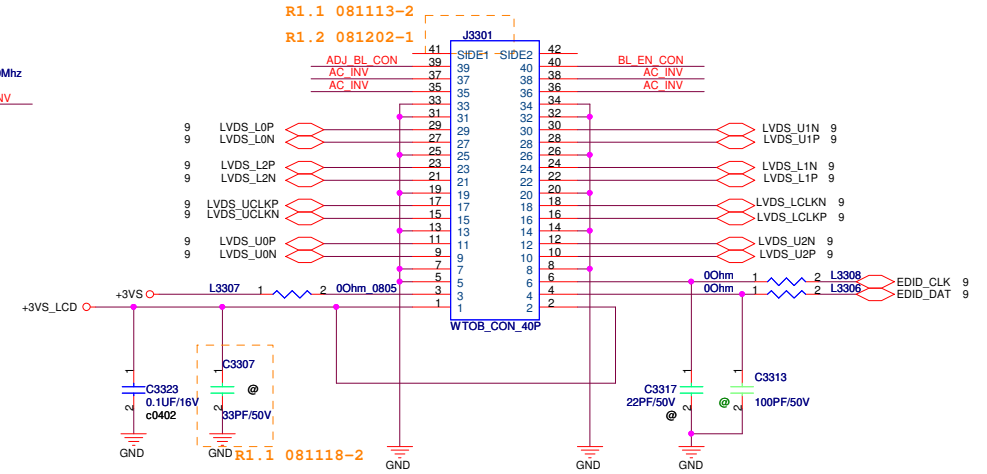 R1.1 081113-2
R1.2 081202-1
J3301
41 SIDE1 SIDE2 42
ADJ_BL_CON 39 39 40 40 BL_EN_CON
AC_INV 37 37 38 38 AC_INV
AC_INV 35 35 36 36 AC_INV
33 33 34 34
31 31 32 32
9 LVDS_L0P 29 29 30 30 LVDS_U1N 9
9 LVDS_L0N 27 27 28 28 LVDS_U1P 9
25 25 26 26
9 LVDS_L2P 23 23 24 24 LVDS_L1N 9
9 LVDS_L2N 21 21 22 22 LVDS_L1P 9
19 19 20 20
9 LVDS_UCLKP 17 17 18 18 LVDS_LCLKN 9
9 LVDS_UCLKN 15 15 16 16 LVDS_LCLKP 9
13 13 14 14
9 LVDS_U0P 11 11 12 12 LVDS_U2N 9
9 LVDS_U0N 9 9 10 10 LVDS_U2P 9
7 7 8 8
5 5 6 6 0Ohm 1 2 L3308 EDID_CLK 9
+3VS L3307 1 2 0Ohm_0805 3 3 4 4 0Ohm 1 2 L3306 EDID_DAT 9
+3VS_LCD 1 1 2 2
WTOB_CON_40P
1 C3323 2
0.1UF/16V
c0402
1 C3307 2
@
33PF/50V
1 C3317 2
22PF/50V
@
1 C3313 2
@ 100PF/50V
GND GND GND GND GND
R1.1 081118-2